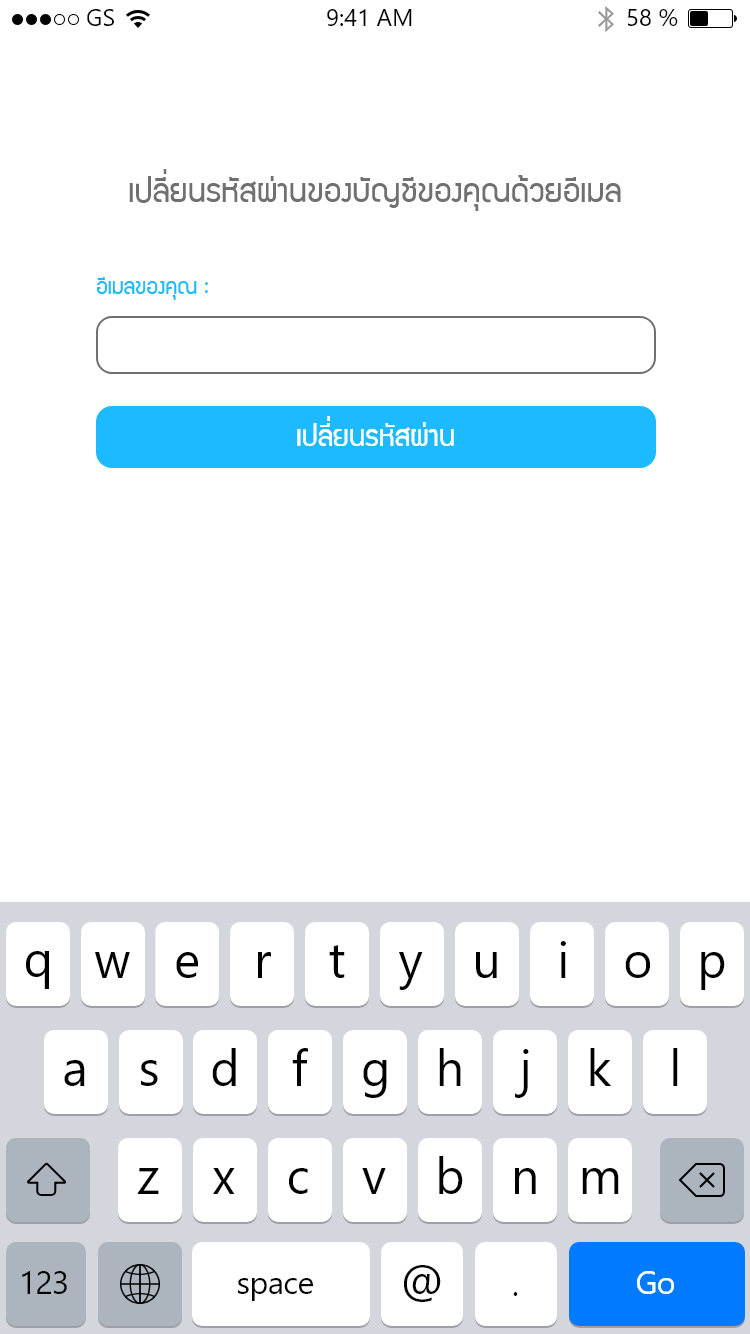 GS 9:41 AM 58 %
เปลี่ยนรหัสผ่านของบัญชีของคุณด้วยอีเมล
อีเมลของคุณ :
เปลี่ยนรหัสผ่าน
q w e r t y u i o p
a s d f g h j k l
z x c v b n m
123 space @ . Go